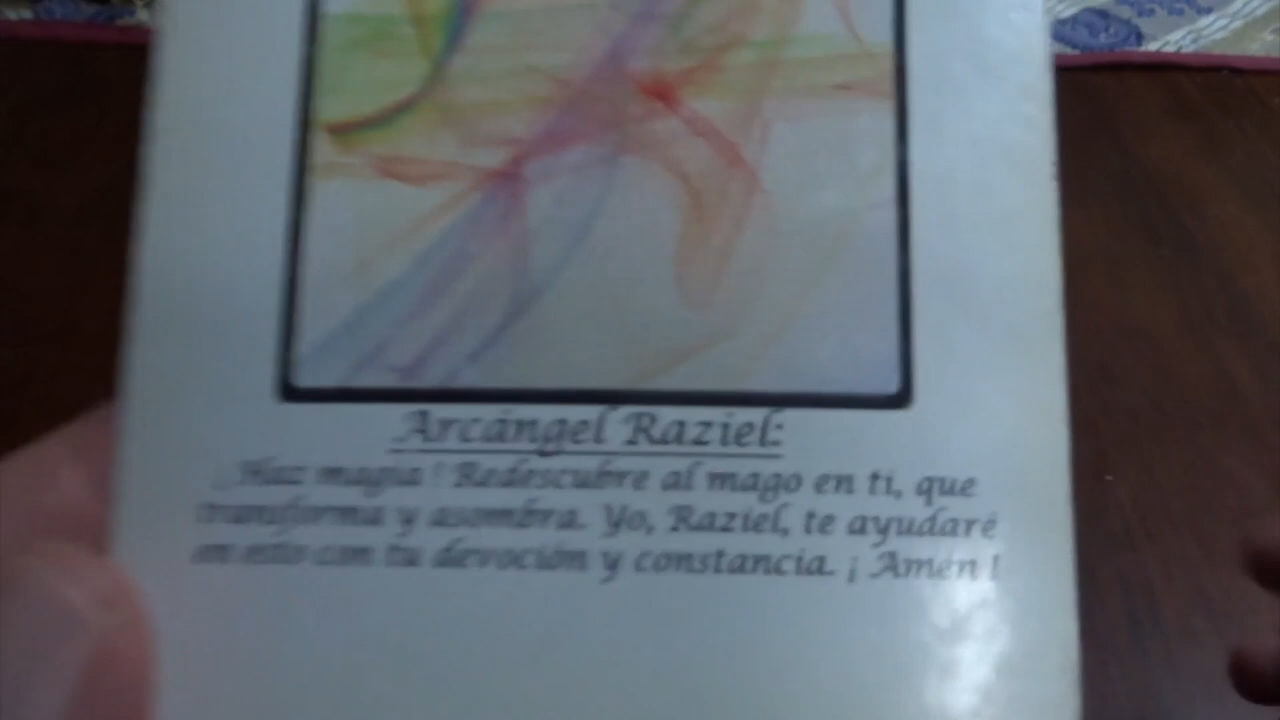 Arcángel Raziel:
¡Haz magia! Redescubre al mago en ti, que
transforma y asombra. Yo, Raziel, te ayudaré
en esto con tu devoción y constancia. ¡Amén!